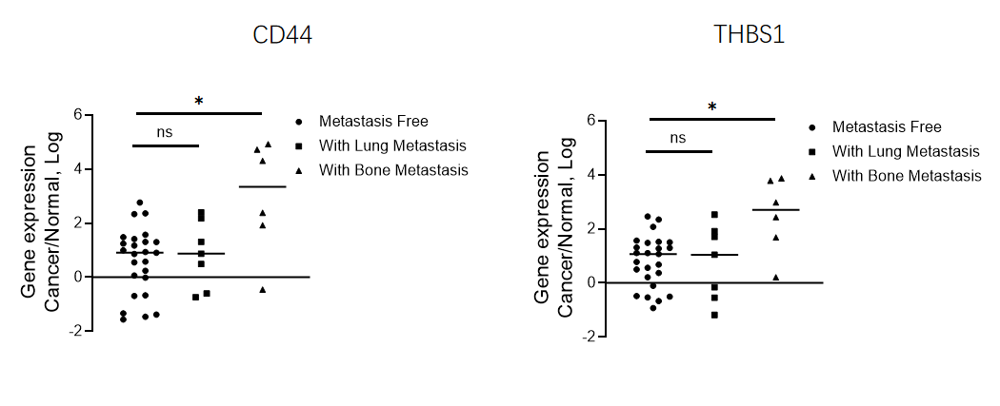 CD44
THBS1
*
ns
6
4
2
0
-2
Gene expression
Cancer/Normal, Log
Metastasis Free
With Lung Metastasis
With Bone Metastasis
*
ns
6
4
2
0
-2
Gene expression
Cancer/Normal, Log
Metastasis Free
With Lung Metastasis
With Bone Metastasis